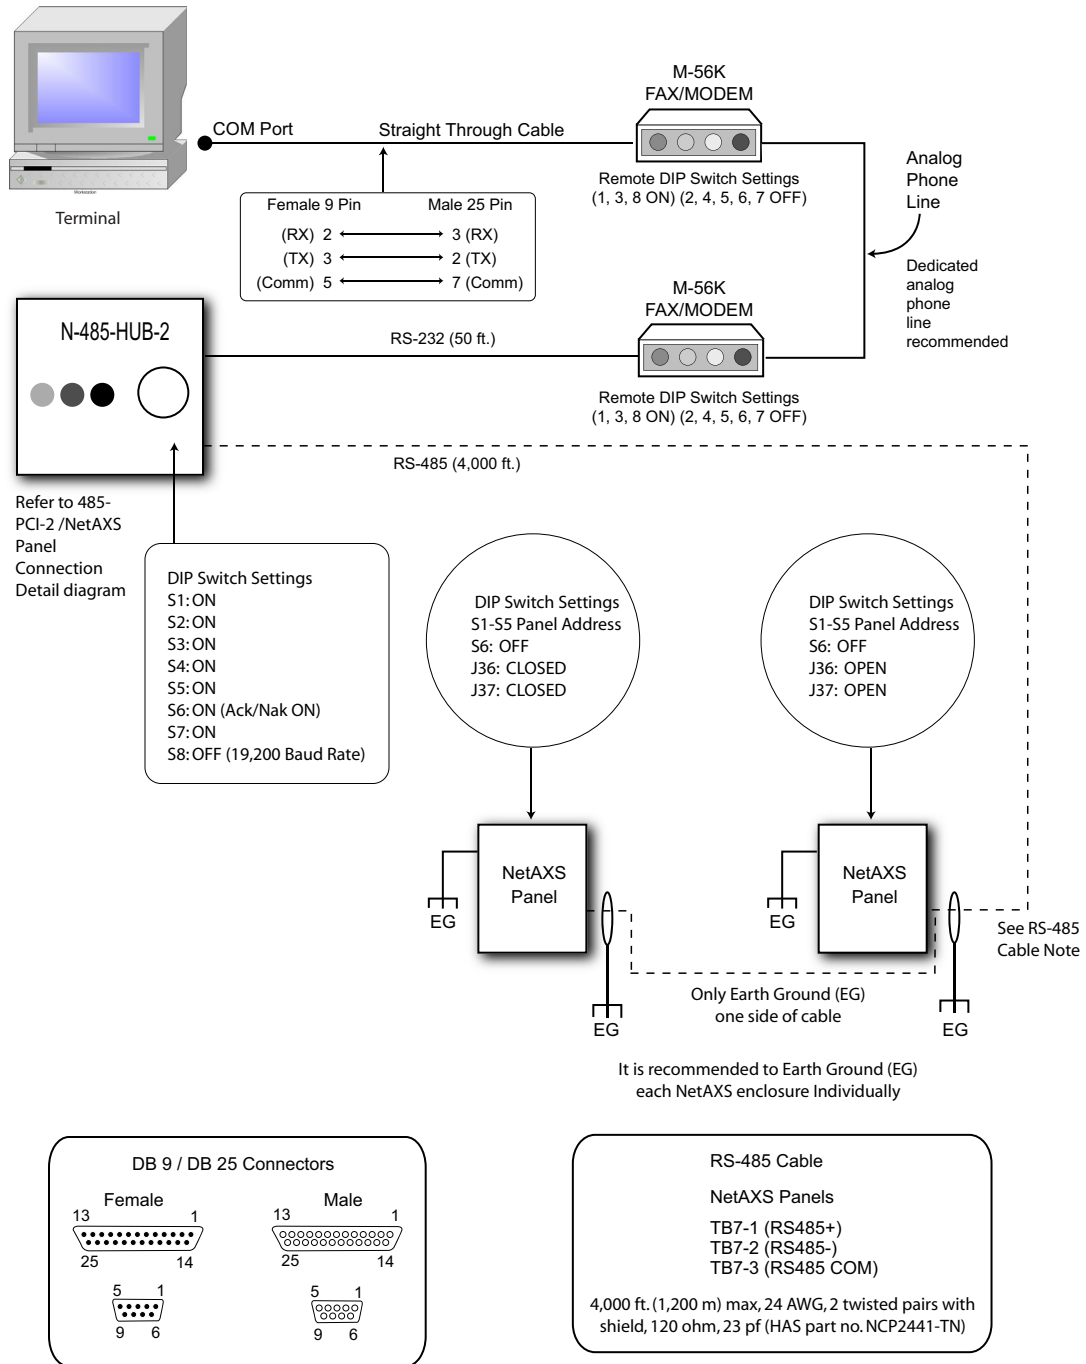 Workstation
Terminal
COM Port
Straight Through Cable
M-56K
FAX/MODEM
Remote DIP Switch Settings
(1, 3, 8 ON) (2, 4, 5, 6, 7 OFF)
Analog
Phone
Line
Dedicated
analog
phone
line
recommended
Female 9 Pin Male 25 Pin
(RX) 2 3 (RX)
(TX) 3 2 (TX)
(Comm) 5 7 (Comm)
M-56K
FAX/MODEM
Remote DIP Switch Settings
(1, 3, 8 ON) (2, 4, 5, 6, 7 OFF)
N-485-HUB-2
RS-232 (50 ft.)
RS-485 (4,000 ft.)
Refer to 485-
PCI-2 /NetAXS
Panel
Connection
Detail diagram
DIP Switch Settings
S1: ON
S2: ON
S3: ON
S4: ON
S5: ON
S6: ON (Ack/Nak ON)
S7: ON
S8: OFF (19,200 Baud Rate)
DIP Switch Settings
S1-S5 Panel Address
S6: OFF
J36: CLOSED
J37: CLOSED
DIP Switch Settings
S1-S5 Panel Address
S6: OFF
J36: OPEN
J37: OPEN
NetAXS
Panel
EG
EG
NetAXS
Panel
EG
EG
See RS-485
Cable Note
Only Earth Ground (EG)
one side of cable
It is recommended to Earth Ground (EG)
each NetAXS enclosure Individually
DB 9 / DB 25 Connectors
Female Male
13 1 13 1
25 14 25 14
5 1 5 1
9 6 9 6
RS-485 Cable
NetAXS Panels
TB7-1 (RS485+)
TB7-2 (RS485-)
TB7-3 (RS485 COM)
4,000 ft. (1,200 m) max, 24 AWG, 2 twisted pairs with
shield, 120 ohm, 23 pf (HAS part no. NCP2441-TN)